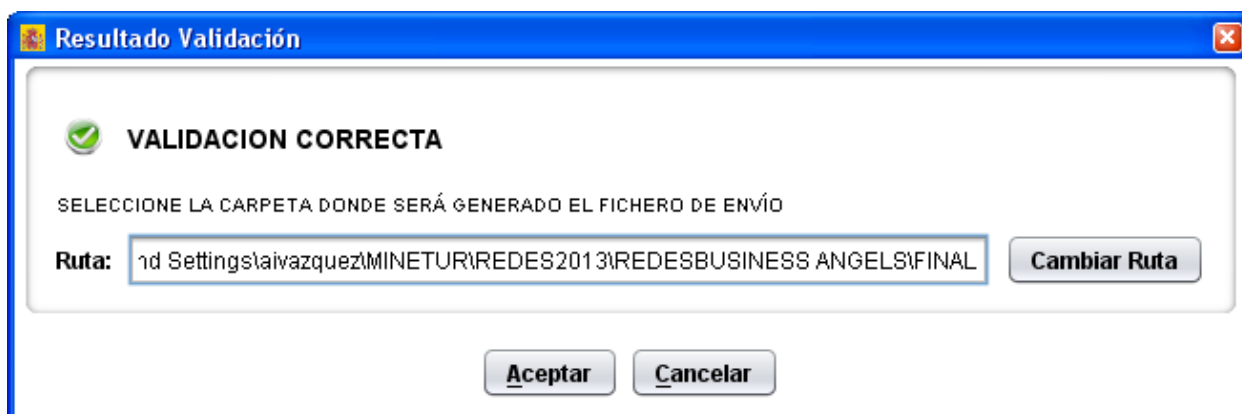 Resultado Validación
VALIDACION CORRECTA
SELECCIONE LA CARPETA DONDE SERÁ GENERADO EL FICHERO DE ENVÍO
Ruta: nd Settings\aivazquez\MINETUR\REDES2013\REDESBUSINESS ANGELS\FINAL Cambiar Ruta
Aceptar Cancelar